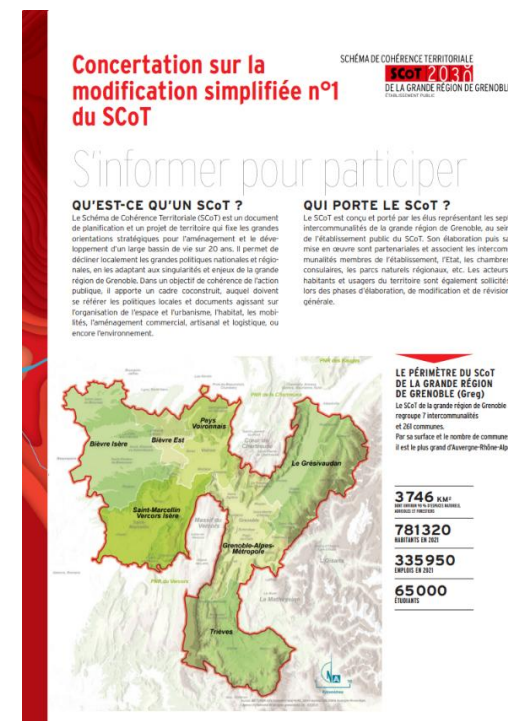 Concertation sur la
modification simplifiée n°1
du SCoT
SCHÉMA DE COHÉRENCE TERRITORIALE
SCoT 2030
DE LA GRANDE RÉGION DE GRENOBLE
ÉTABLISSEMENT PUBLIC
S'informer pour participer
QU'EST-CE QU'UN SCoT ?
Le Schéma de Cohérence Territoriale (SCoT) est un document
de planification et un projet de territoire qui fixe les grandes
orientations stratégiques pour l'aménagement et le déve-
loppement d'un large bassin de vie sur 20 ans. Il permet de
décliner localement les grandes politiques nationales et régio-
nales, en les adaptant aux singularités et enjeux de la grande
région de Grenoble. Dans un objectif de cohérence de l'action
publique, il apporte un cadre coconstruit, auquel doivent
se référer les politiques locales et documents agissant sur
l'organisation de l'espace et l'urbanisme, l'habitat, les mobi-
lités, l'aménagement commercial, artisanal et logistique, ou
encore l'environnement.
QUI PORTE LE SCoT ?
Le SCoT est conçu et porté par les élus représentant les sept
intercommunalités de la grande région de Grenoble, au sein
de l'établissement public du SCoT. Son élaboration puis sa
mise en œuvre sont partenariales et associent les intercom-
munalités membres de l'établissement, l'Etat, les chambres
consulaires, les parcs naturels régionaux, etc. Les acteurs,
habitants et usagers du territoire sont également sollicités
lors des phases d'élaboration, de modification et de révision
générale.
Pays
Voironnais
Bièvre Isère
Bièvre Est
Le Grésivaudan
Saint-Marcellin
Vercors Isère
Grenoble-Alpes-
Métropole
PNR du Vercors
Trièves
LE PÉRIMÈTRE DU SCoT
DE LA GRANDE RÉGION
DE GRENOBLE (Greg)
Le SCoT de la grande région de Grenoble
regroupe 7 intercommunalités
et 261 communes.
Par sa surface et le nombre de commune
il est le plus grand d'Auvergne-Rhône-Alp
3746 KM²
781320
HABITANTS EN 2021
335950
EMPLOIS EN 2021
65000
ÉTUDIANTS